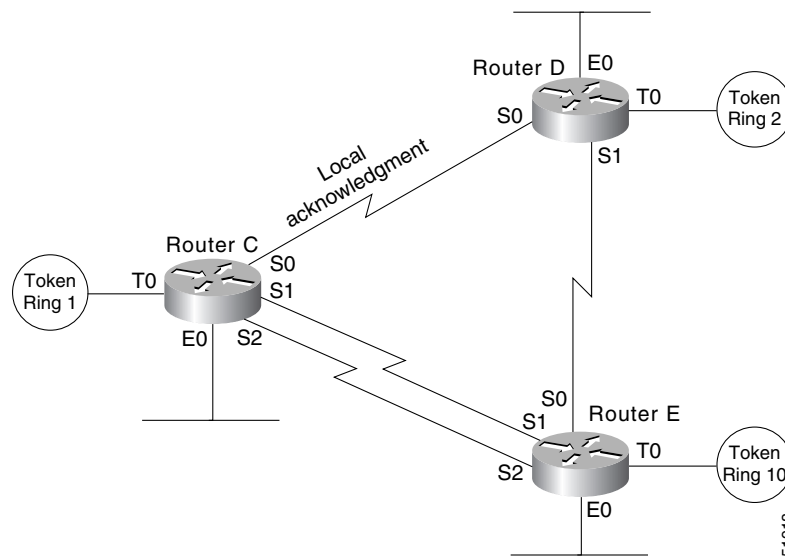 Router D
E0
T0
Token
Ring 2
S0
S1
Local
acknowledgment
Router C
S0
Token
Ring 1
T0
S1
E0
S2
S0
S1
Router E
T0
Token
Ring 10
S2
E0